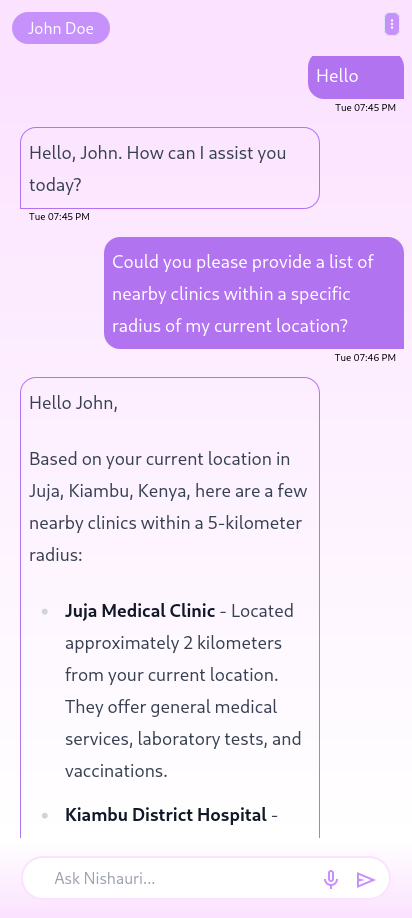 John Doe
Hello
Tue 07:45 PM
Hello, John. How can I assist you
today?
Tue 07:45 PM
Could you please provide a list of
nearby clinics within a specific
radius of my current location?
Tue 07:46 PM
Hello John,
Based on your current location in
Juja, Kiambu, Kenya, here are a few
nearby clinics within a 5-kilometer
radius:
Juja Medical Clinic - Located
approximately 2 kilometers
from your current location.
They offer general medical
services, laboratory tests, and
vaccinations.
Kiambu District Hospital -
Ask Nishauri...